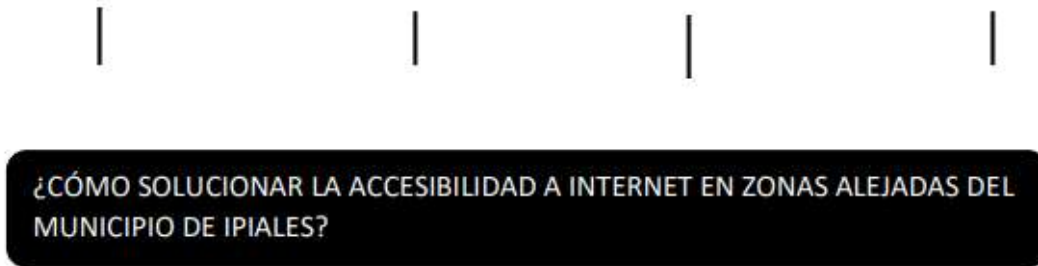 ¿CÓMO SOLUCIONAR LA ACCESIBILIDAD A INTERNET EN ZONAS ALEJADAS DEL
MUNICIPIO DE IPIALES?